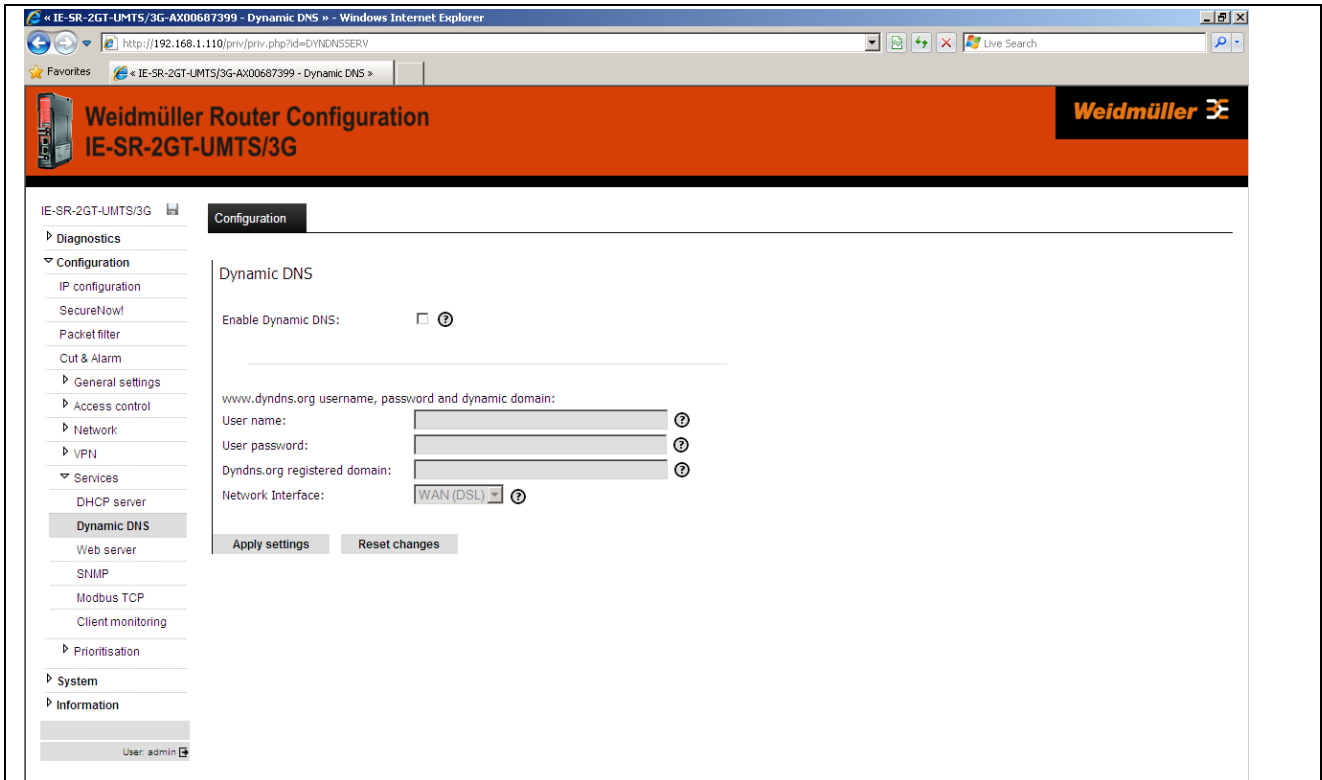 « IE-SR-2GT-UMTS/3G-AX00687399 - Dynamic DNS » - Windows Internet Explorer
http://192.168.1.110/priv/priv.php?id=DYNDNSSERV
Live Search
Favorites
« IE-SR-2GT-UMTS/3G-AX00687399 - Dynamic DNS »
Weidmüller Router Configuration
IE-SR-2GT-UMTS/3G
Weidmüller
IE-SR-2GT-UMTS/3G
Diagnostics
Configuration
IP configuration
SecureNow!
Packet filter
Cut & Alarm
General settings
Access control
Network
VPN
Services
DHCP server
Dynamic DNS
Web server
SNMP
Modbus TCP
Client monitoring
Prioritisation
System
Information
User: admin
Configuration
Dynamic DNS
Enable Dynamic DNS:
www.dyndns.org username, password and dynamic domain:
User name:
User password:
Dyndns.org registered domain:
Network Interface: WAN (DSL)
Apply settings Reset changes